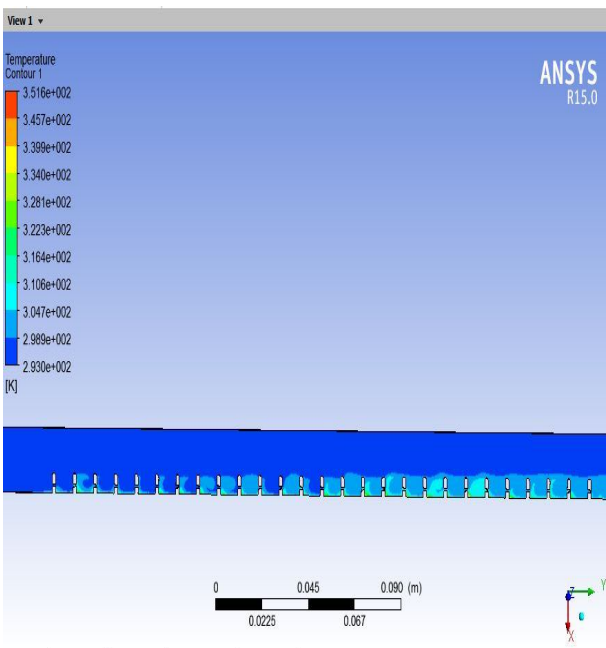 View 1
Temperature
Contour 1
3.516e+002
3.457e+002
3.399e+002
3.340e+002
3.281e+002
3.223e+002
3.164e+002
3.106e+002
3.047e+002
2.989e+002
2.930e+002
[K]
ANSYS
R15.0
0 0.045 0.090 (m)
0.0225 0.067
Z Y
X